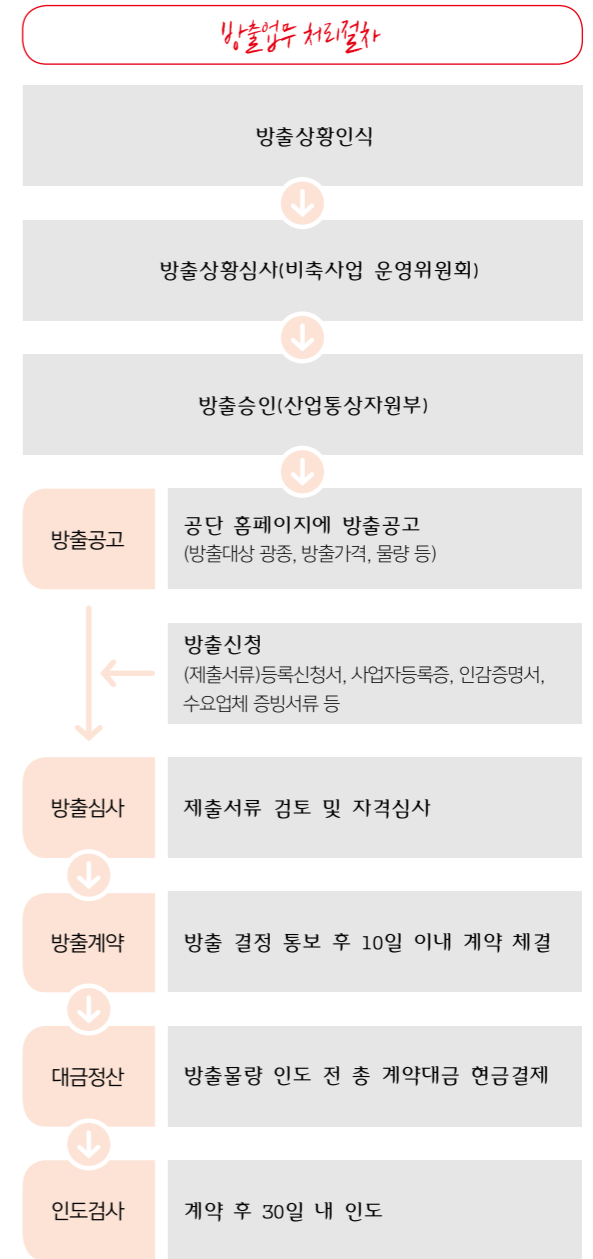 방출업무 처리절차
방출상황인식
방출상황심사(비축사업 운영위원회)
방출승인(산업통상자원부)
방출공고
공단 홈페이지에 방출공고
(방출대상 광종, 방출가격, 물량 등)
방출신청
(제출서류)등록신청서, 사업자등록증, 인감증명서,
수요업체 증빙서류 등
방출심사
제출서류 검토 및 자격심사
방출계약
방출 결정 통보 후 10일 이내 계약 체결
대금정산
방출물량 인도 전 총 계약대금 현금결제
인도검사
계약 후 30일 내 인도